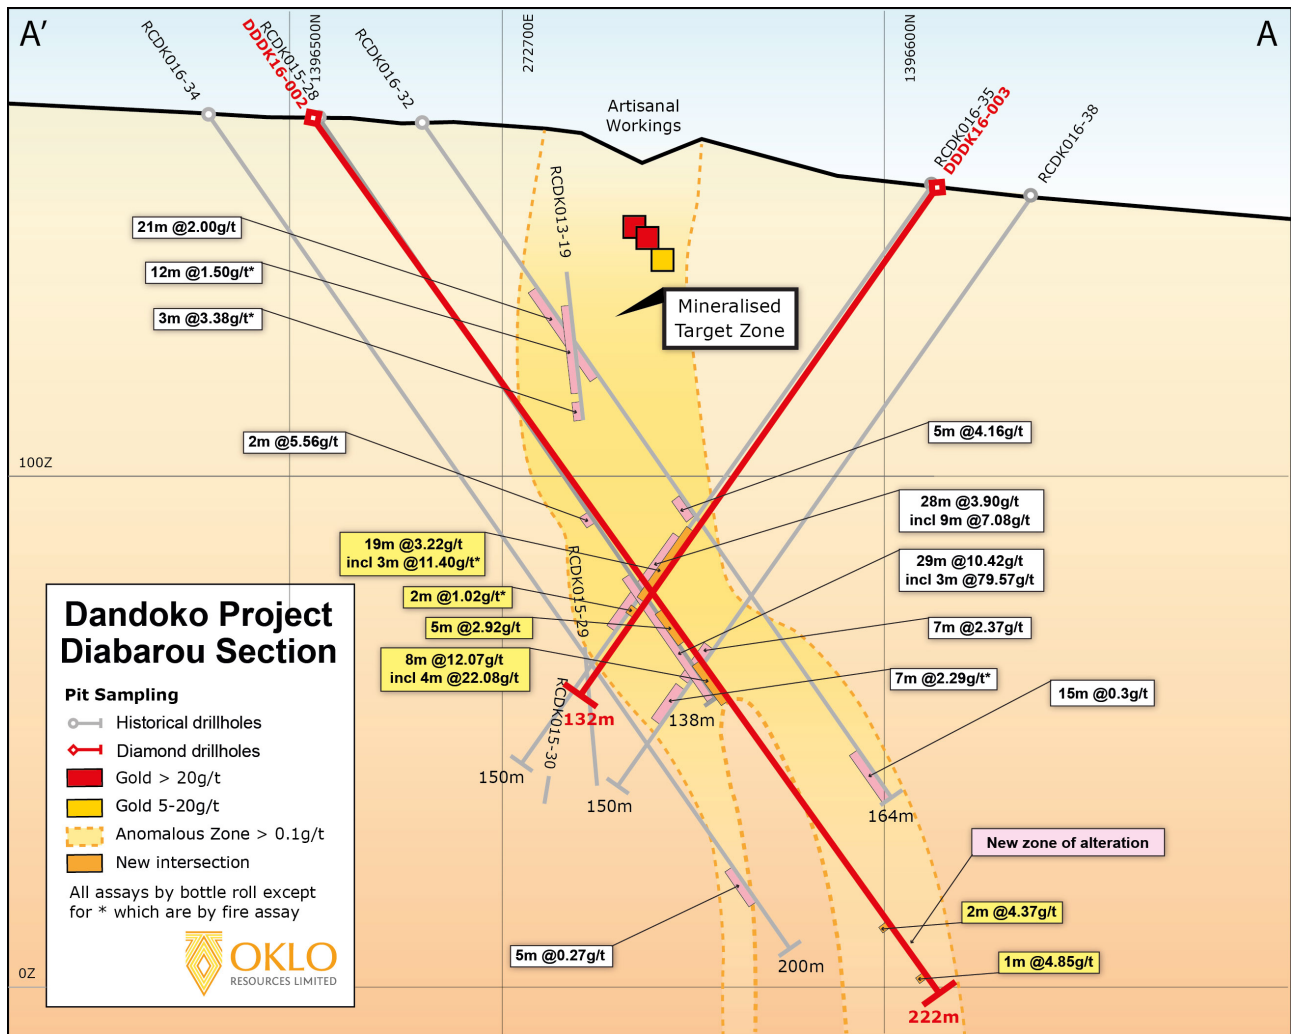 A’
A
RCDK016-34
DDDK16-002
RCDK015-28
1396500N
RCDK016-32
272700E
Artisanal
Workings
1396600N
RCDK016-35
DDDK16-003
RCDK016-38
RCDK013-19
21m @2.00g/t
12m @1.50g/t*
3m @3.38g/t*
Mineralised
Target Zone
2m @5.56g/t
5m @4.16g/t
100Z
28m @3.90g/t
incl 9m @7.08g/t
19m @3.22g/t
incl 3m @11.40g/t*
29m @10.42g/t
incl 3m @79.57g/t
RCDK015-29
2m @1.02g/t*
5m @2.92g/t
7m @2.37g/t
8m @12.07g/t
incl 4m @22.08g/t
7m @2.29g/t*
15m @0.3g/t
RCDK015-30
132m
138m
150m
150m
164m
New zone of alteration
2m @4.37g/t
5m @0.27g/t
1m @4.85g/t
200m
0Z
222m
Dandoko Project
Diabarou Section
Pit Sampling
Historical drillholes
Diamond drillholes
Gold > 20g/t
Gold 5-20g/t
Anomalous Zone > 0.1g/t
New intersection
All assays by bottle roll except
for * which are by fire assay
OKLO
RESOURCES LIMITED